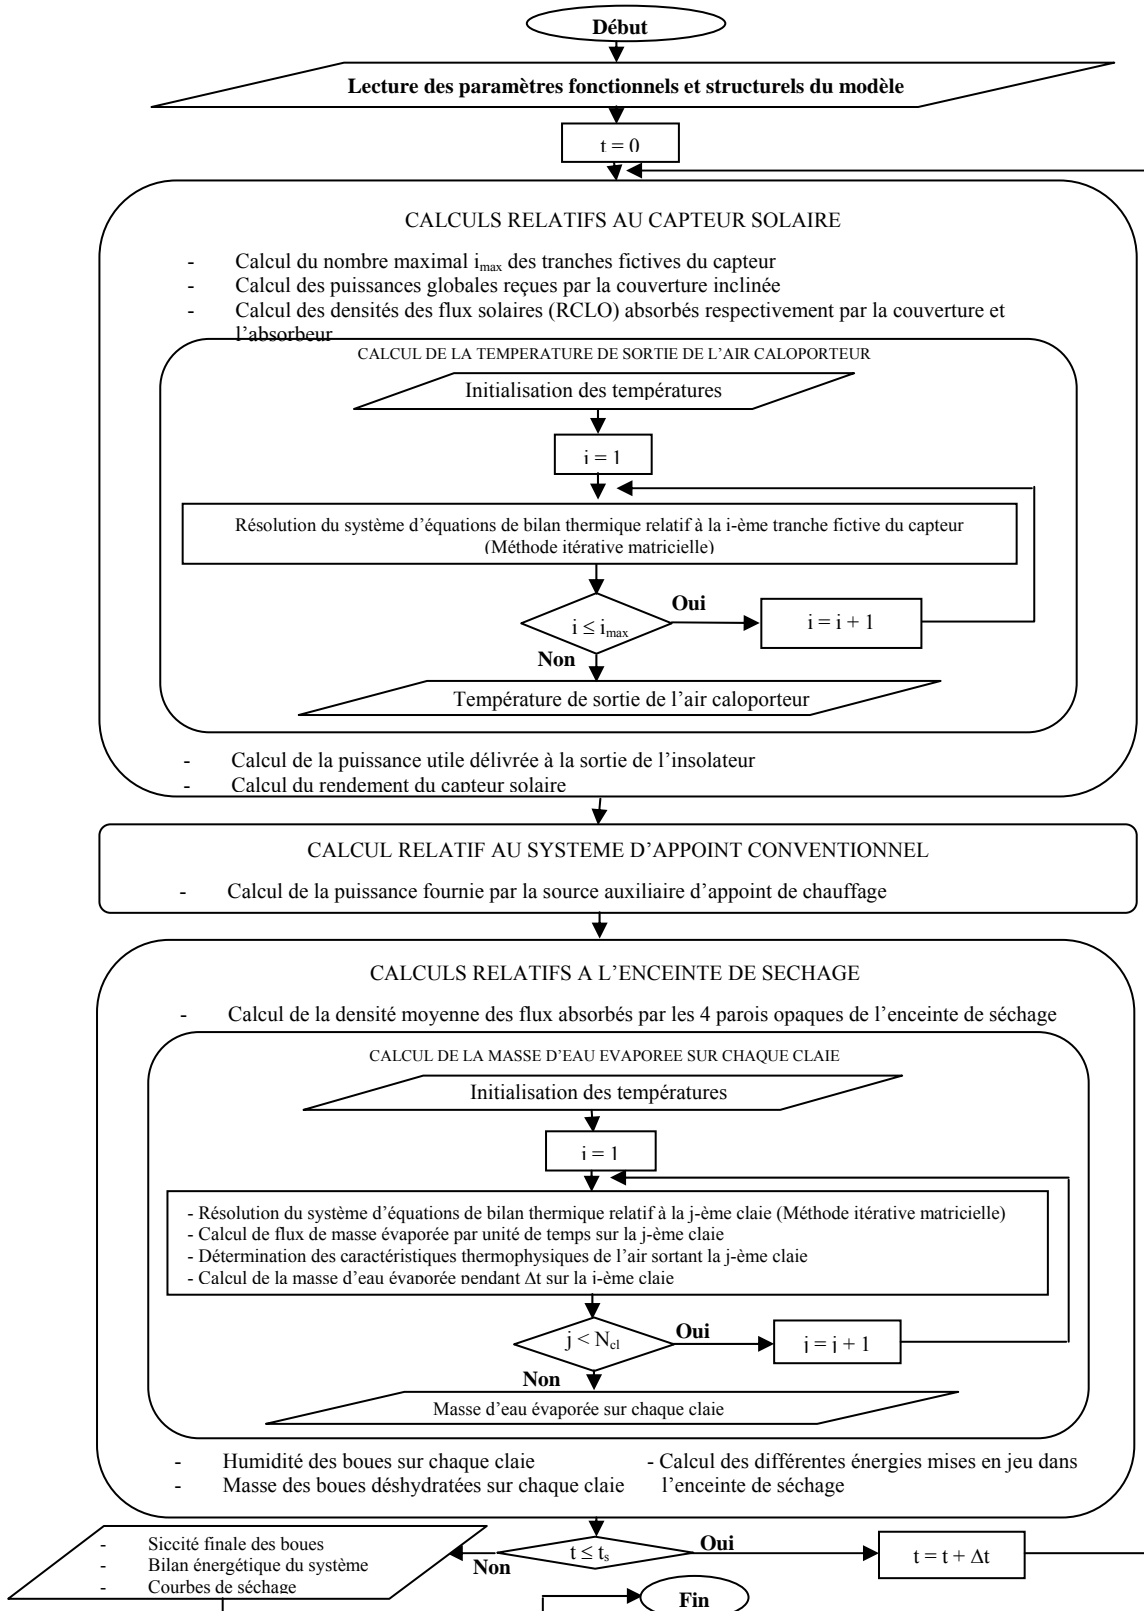 Début
Lecture des paramètres fonctionnels et structurels du modèle
t = 0
CALCULS RELATIFS AU CAPTEUR SOLAIRE
- Calcul du nombre maximal imax des tranches fictives du capteur
- Calcul des puissances globales reçues par la couverture inclinée
- Calcul des densités des flux solaires (RCLO) absorbés respectivement par la couverture et
l’absorbeur
CALCUL DE LA TEMPERATURE DE SORTIE DE L’AIR CALOPORTEUR
Initialisation des températures
i = 1
Résolution du système d’équations de bilan thermique relatif à la i-ème tranche fictive du capteur
(Méthode itérative matricielle)
Oui
i ≤ imax
i = i + 1
Non
Température de sortie de l’air caloporteur
- Calcul de la puissance utile délivrée à la sortie de l’insolateur
- Calcul du rendement du capteur solaire
CALCUL RELATIF AU SYSTEME D’APPOINT CONVENTIONNEL
- Calcul de la puissance fournie par la source auxiliaire d’appoint de chauffage
CALCULS RELATIFS A L’ENCEINTE DE SECHAGE
- Calcul de la densité moyenne des flux absorbés par les 4 parois opaques de l’enceinte de séchage
CALCUL DE LA MASSE D’EAU EVAPOREE SUR CHAQUE CLAIE
Initialisation des températures
j = 1
- Résolution du système d’équations de bilan thermique relatif à la j-ème claie (Méthode itérative matricielle)
- Calcul de flux de masse évaporée par unité de temps sur la j-ème claie
- Détermination des caractéristiques thermophysiques de l’air sortant la j-ème claie
- Calcul de la masse d’eau évaporée pendant Δt sur la j-ème claie
j < Ncl
Oui
j = j + 1
Non
Masse d’eau évaporée sur chaque claie
- Humidité des boues sur chaque claie
- Masse des boues déshydratées sur chaque claie
- Calcul des différentes énergies mises en jeu dans
l’enceinte de séchage
- Siccité finale des boues
- Bilan énergétique du système
- Courbes de séchage
Non
t ≤ ts
Oui
t = t + Δt
Fin